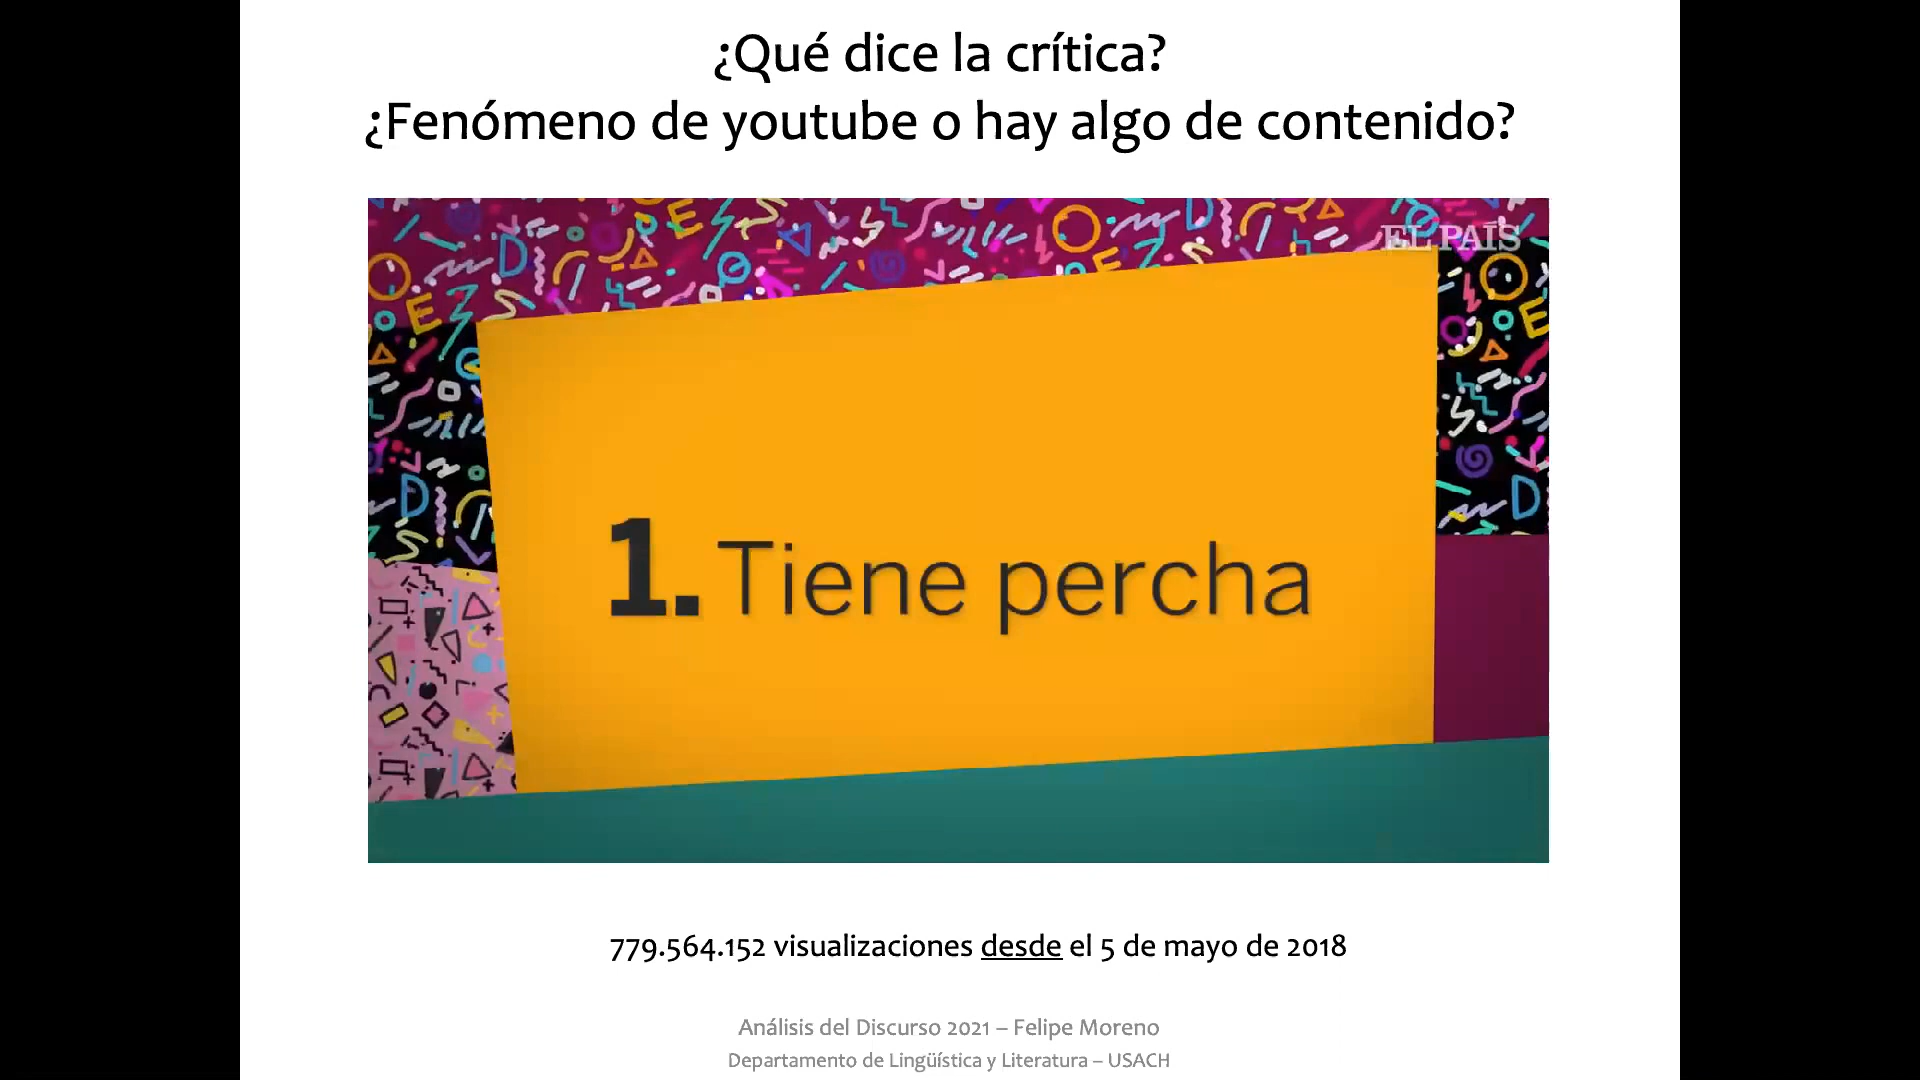 ¿Qué dice la crítica?
¿Fenómeno de youtube o hay algo de contenido?
EL PAÍS
1. Tiene percha
779.564.152 visualizaciones desde el 5 de mayo de 2018
Análisis del Discurso 2021 – Felipe Moreno
Departamento de Lingüística y Literatura – USACH